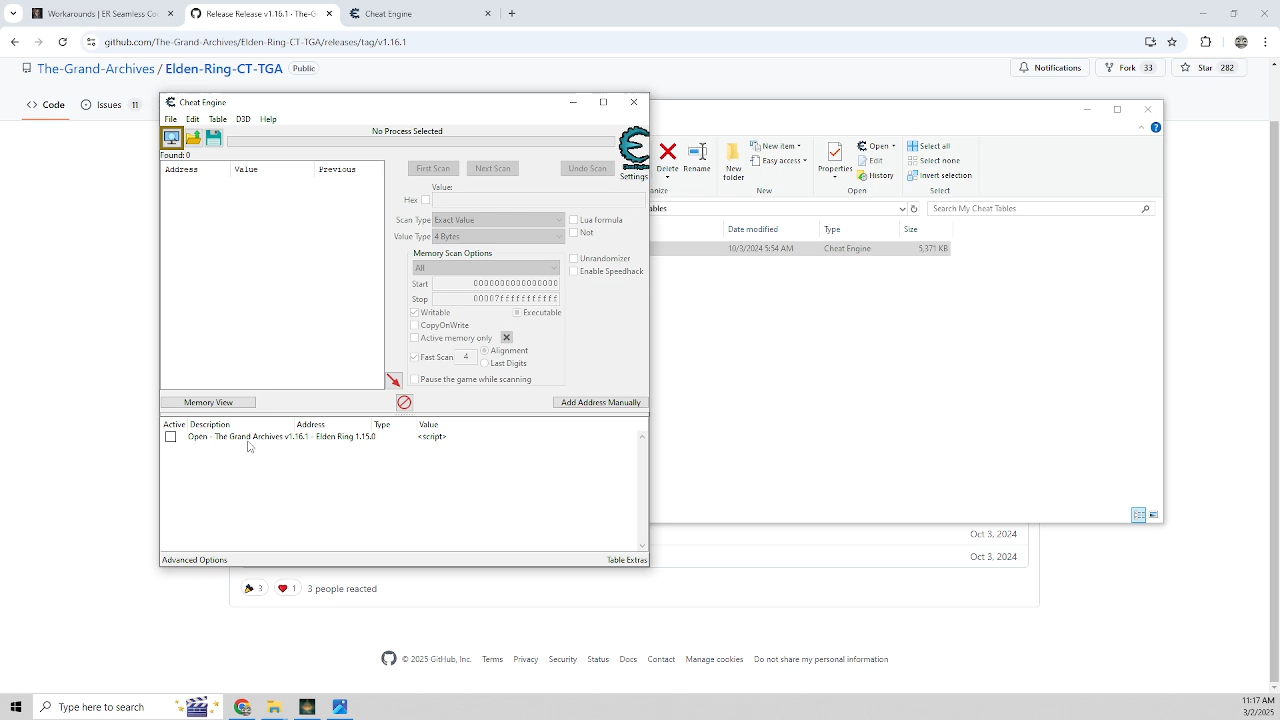 Workarounds | ER Seamless Co
Release Release v1.16.1 · The-G
Cheat Engine
github.com/The-Grand-Archives/Elden-Ring-CT-TGA/releases/tag/v1.16.1
The-Grand-Archives / Elden-Ring-CT-TGA Public
Notifications
Fork 33
Star 282
Code
Issues 11
Cheat Engine
File Edit Table D3D Help
No Process Selected
Found: 0
Address Value Previous
First Scan Next Scan Undo Scan
Settings
Value:
Hex
Scan Type Exact Value
Lua formula
Not
Value Type 4 Bytes
Memory Scan Options
All
Unrandomizer
Enable Speedhack
Start 0000000000000000
Stop 00007fffffffffff
Writable Executable
CopyOnWrite
Active memory only
Fast Scan 4 Alignment
Last Digits
Pause the game while scanning
Memory View
Add Address Manually
Active Description Address Type Value
Open - The Grand Archives v1.16.1 - Elden Ring 1.15.0 <script>
Advanced Options
Table Extras
Delete
Rename
New folder
New item
Easy access
New
Properties
Open
Edit
History
Open
Select all
Select none
Invert selection
Select
Search My Cheat Tables
Date modified Type Size
10/3/2024 5:54 AM Cheat Engine 5,371 KB
Oct 3, 2024
Oct 3, 2024
3 1 3 people reacted
© 2025 GitHub, Inc. Terms Privacy Security Status Docs Contact Manage cookies Do not share my personal information
Type here to search
11:17 AM
3/2/2025